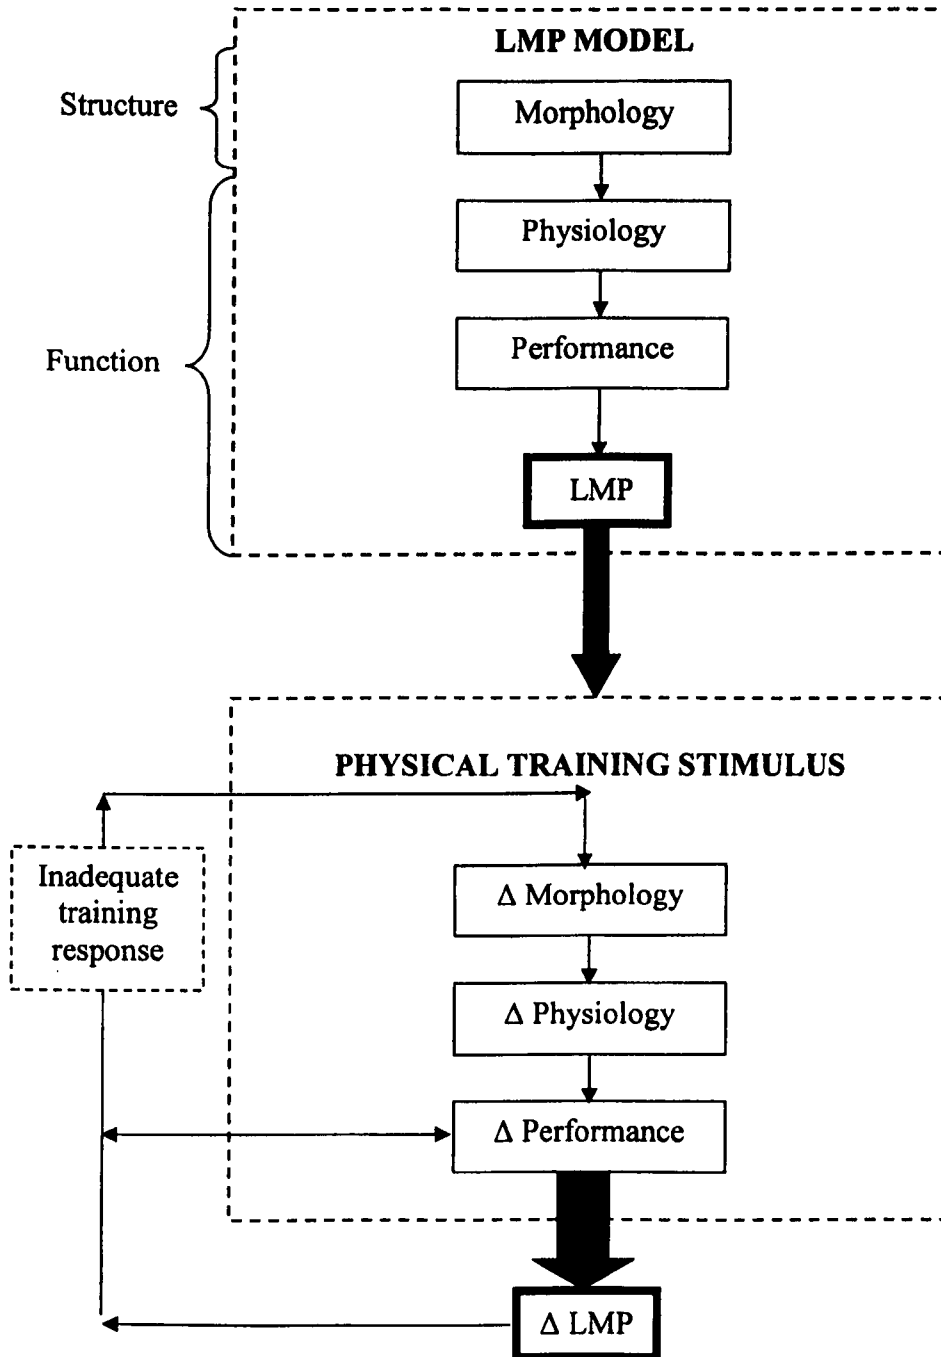 LMP MODEL
Structure
Morphology
Physiology
Function
Performance
LMP
PHYSICAL TRAINING STIMULUS
Inadequate
training
response
Δ Morphology
Δ Physiology
Δ Performance
Δ LMP